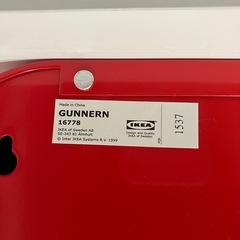 Made in China
GUNNERN
16778
IKEA of Sweden AB
SE-343 81 Älmhult
© Inter IKEA Systems B.V. 1999
IKEA
Design and Quality
IKEA of Sweden
1537